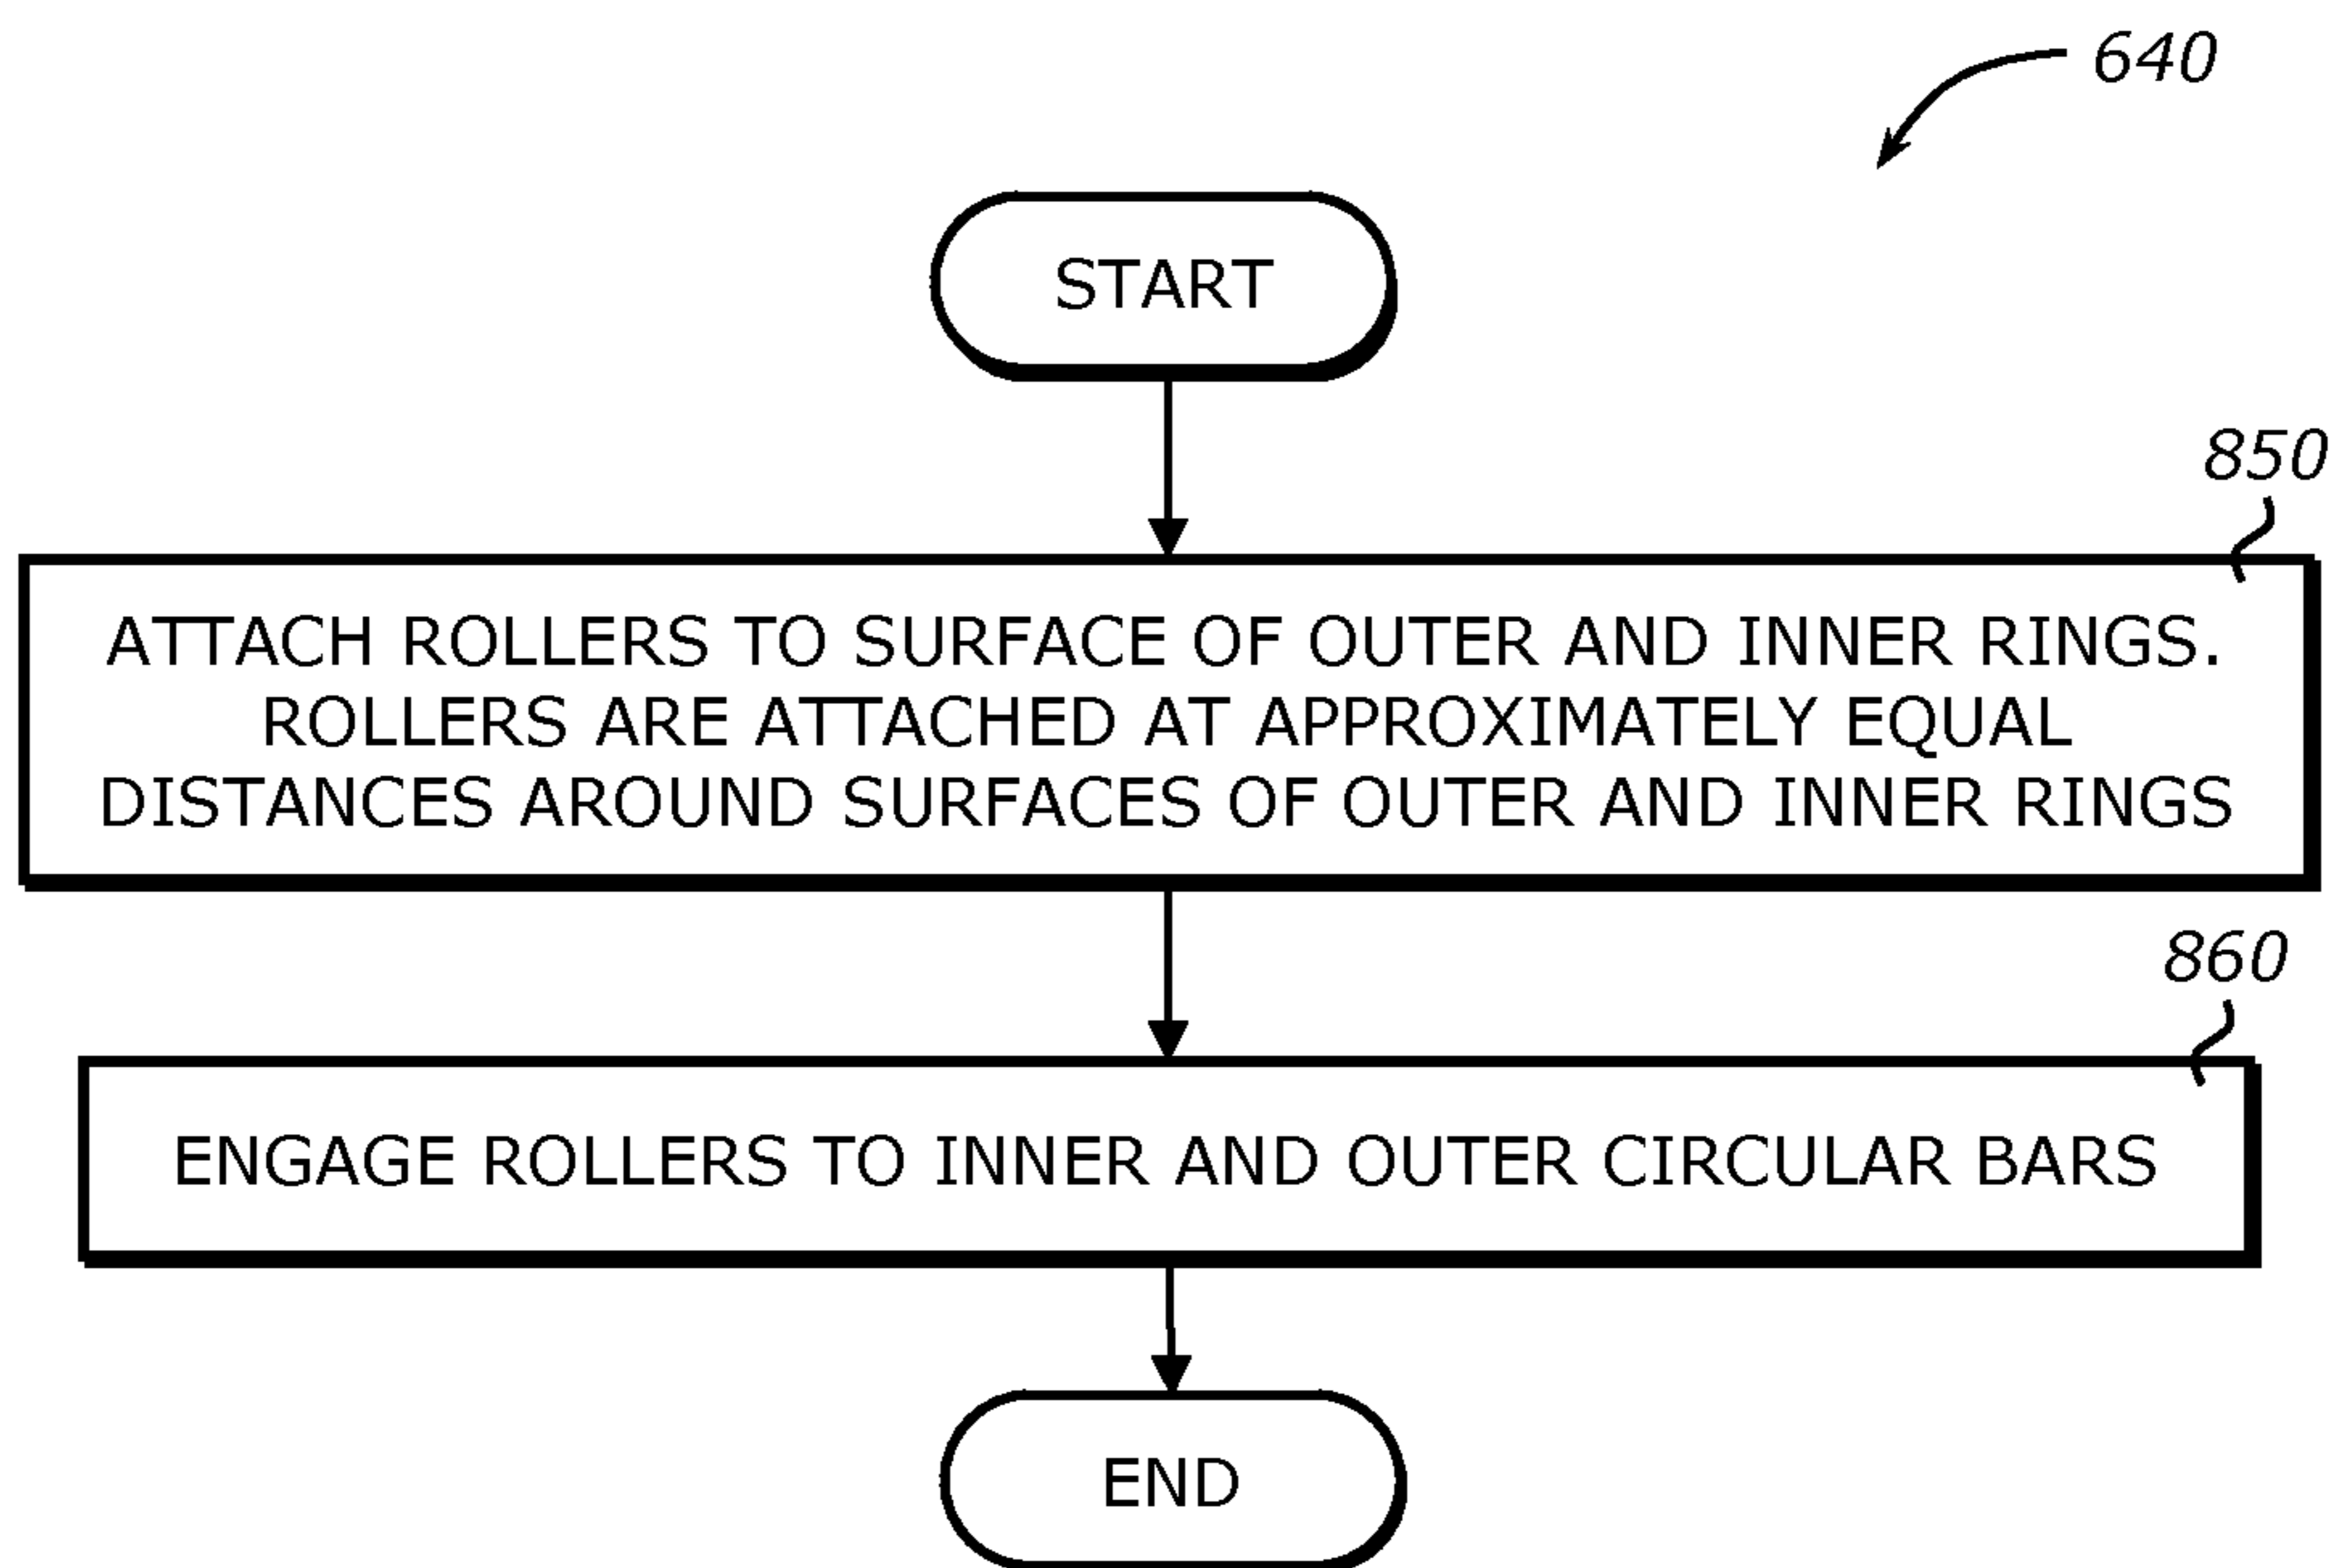 640
START
850
ATTACH ROLLERS TO SURFACE OF OUTER AND INNER RINGS.
ROLLERS ARE ATTACHED AT APPROXIMATELY EQUAL
DISTANCES AROUND SURFACES OF OUTER AND INNER RINGS
860
ENGAGE ROLLERS TO INNER AND OUTER CIRCULAR BARS
END